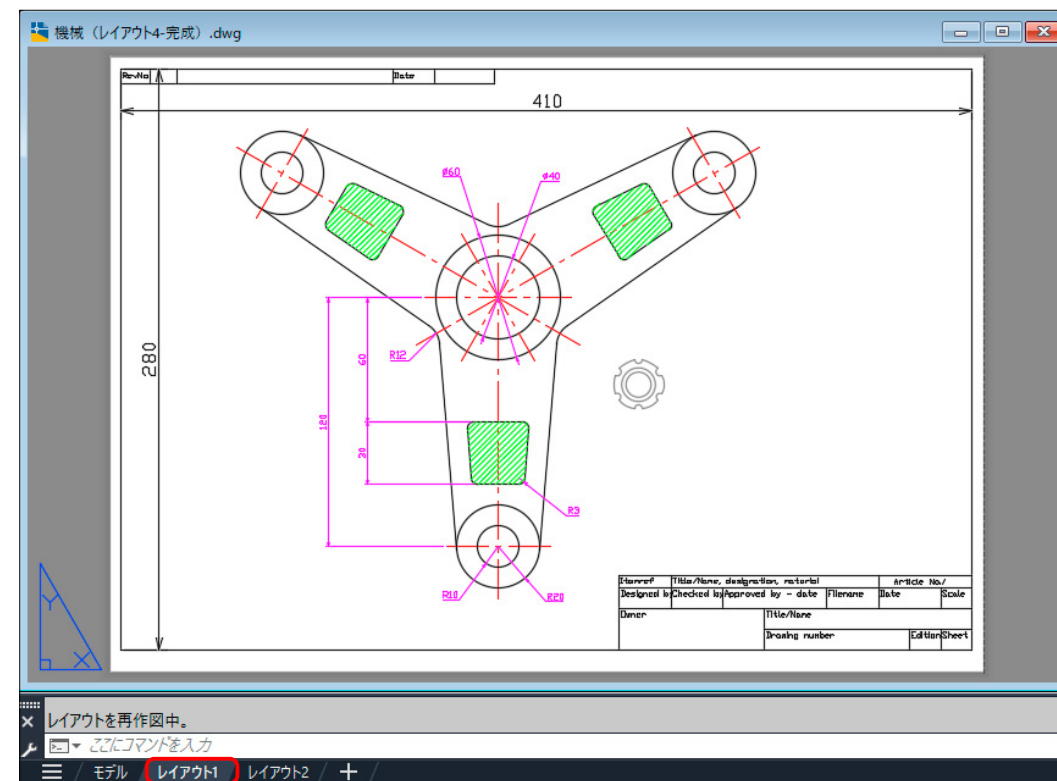 機械（レイアウト4-完成）.dwg
RevNo Date
410
ø60
ø40
280
R12
60
120
30
R3
R10
R20
Itemref Title/Name, designation, material Article No/
Designed by Checked by Approved by - date Filename Date Scale
Owner Title/Name
Drawing number Edition Sheet
Y
X
レイアウトを再作図中。
ここにコマンドを入力
モデル レイアウト1 レイアウト2